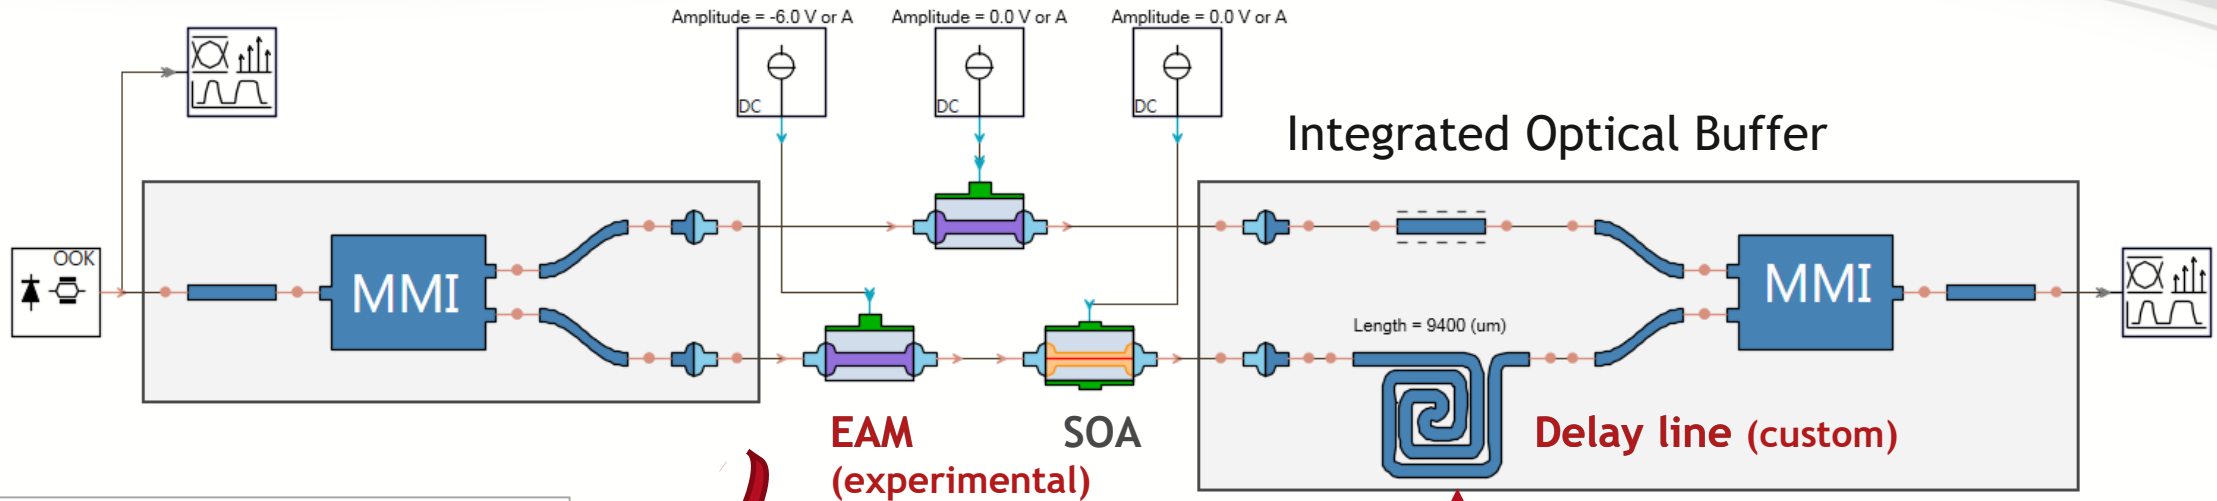 Amplitude = -6.0 V or A
Amplitude = 0.0 V or A
Amplitude = 0.0 V or A
DC
DC
DC
Integrated Optical Buffer
OOK
MMI
MMI
Length = 9400 (um)
EAM
(experimental)
SOA
Delay line (custom)